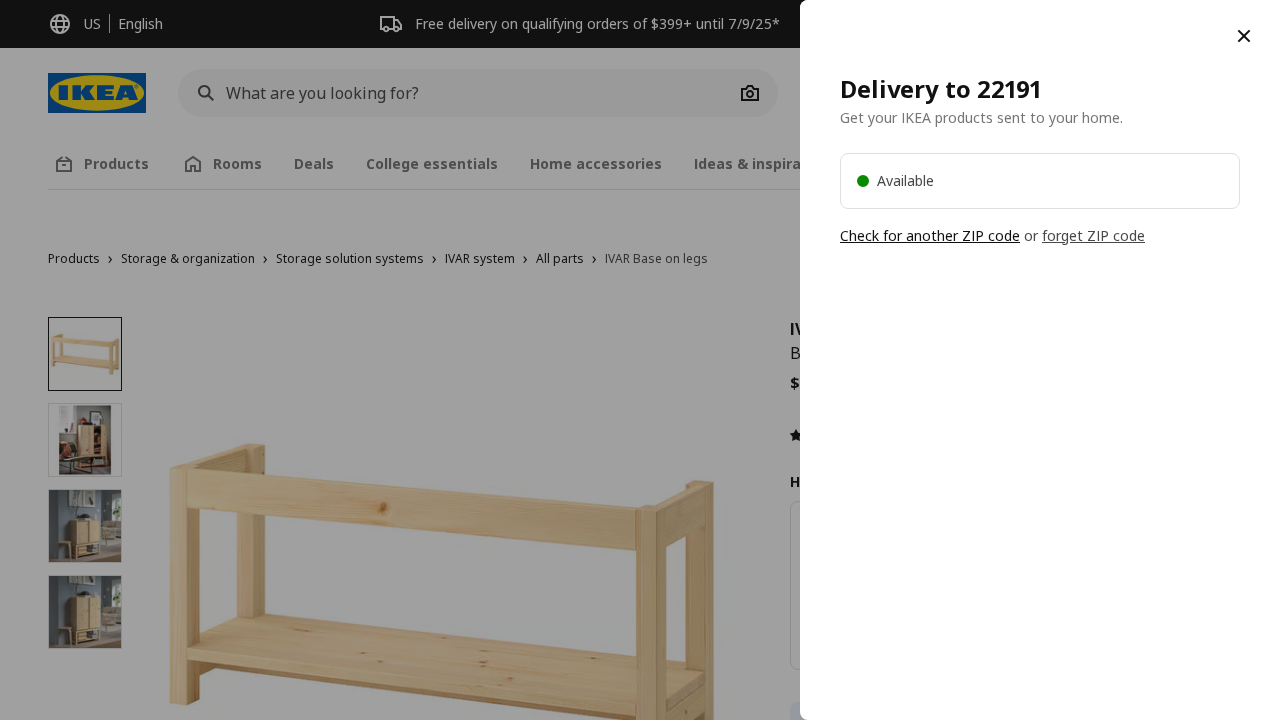 US
English
Free delivery on qualifying orders of $399+ until 7/9/25*
IKEA
What are you looking for?
Products
Rooms
Deals
College essentials
Home accessories
Ideas & inspira
Products › Storage & organization › Storage solution systems › IVAR system › All parts › IVAR Base on legs
$
Delivery to 22191
Get your IKEA products sent to your home.
Available
Check for another ZIP code or forget ZIP code